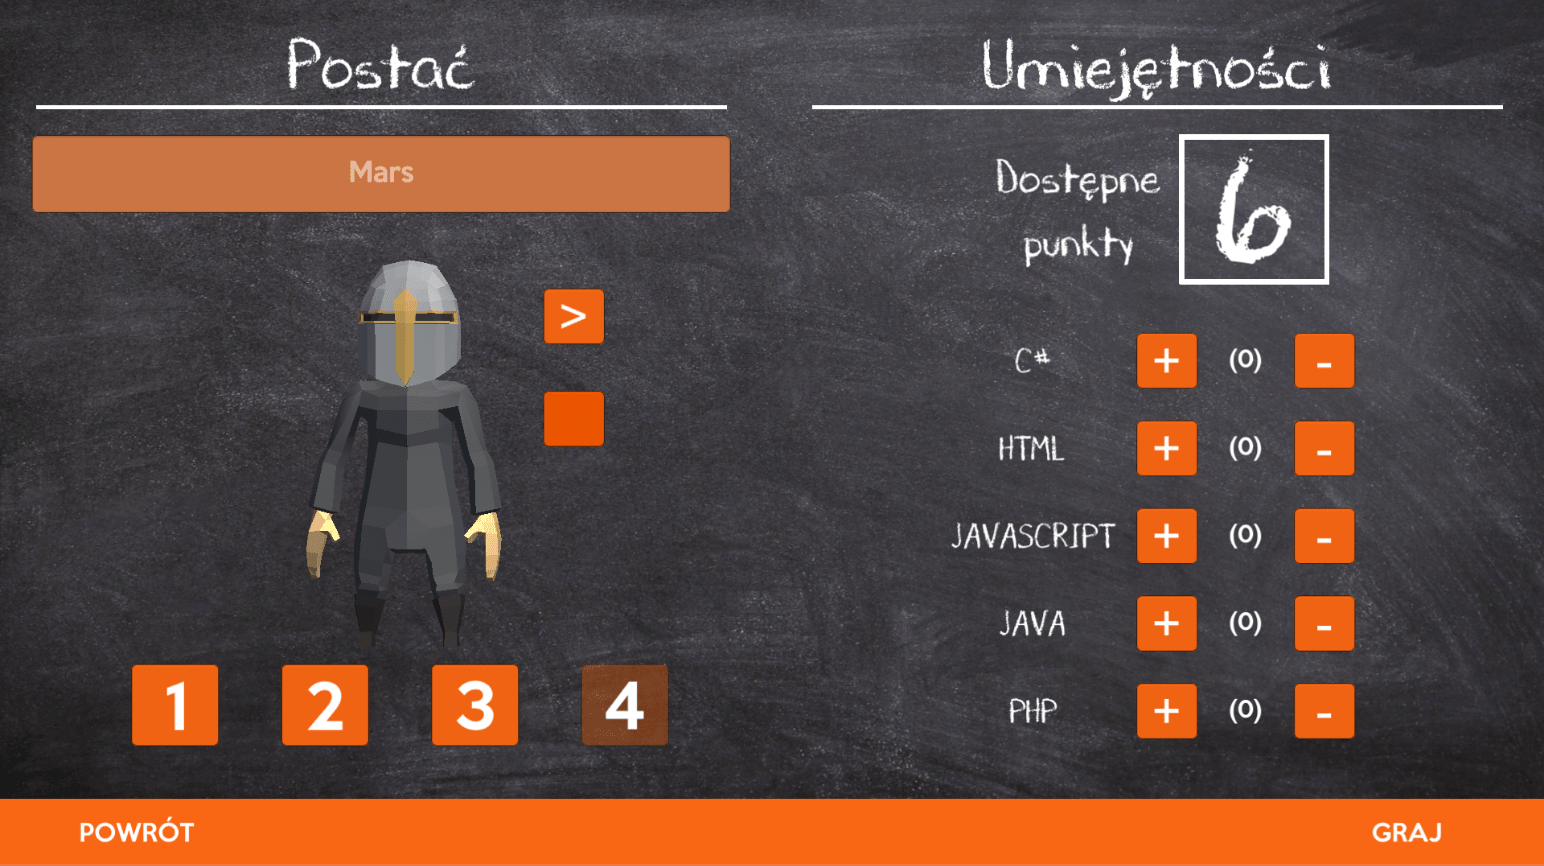 Postać
Mars
>
1 2 3 4
Umiejętności
Dostępne
punkty
6
C# + (0) -
HTML + (0) -
JAVASCRIPT + (0) -
JAVA + (0) -
PHP + (0) -
POWRÓT
GRAJ